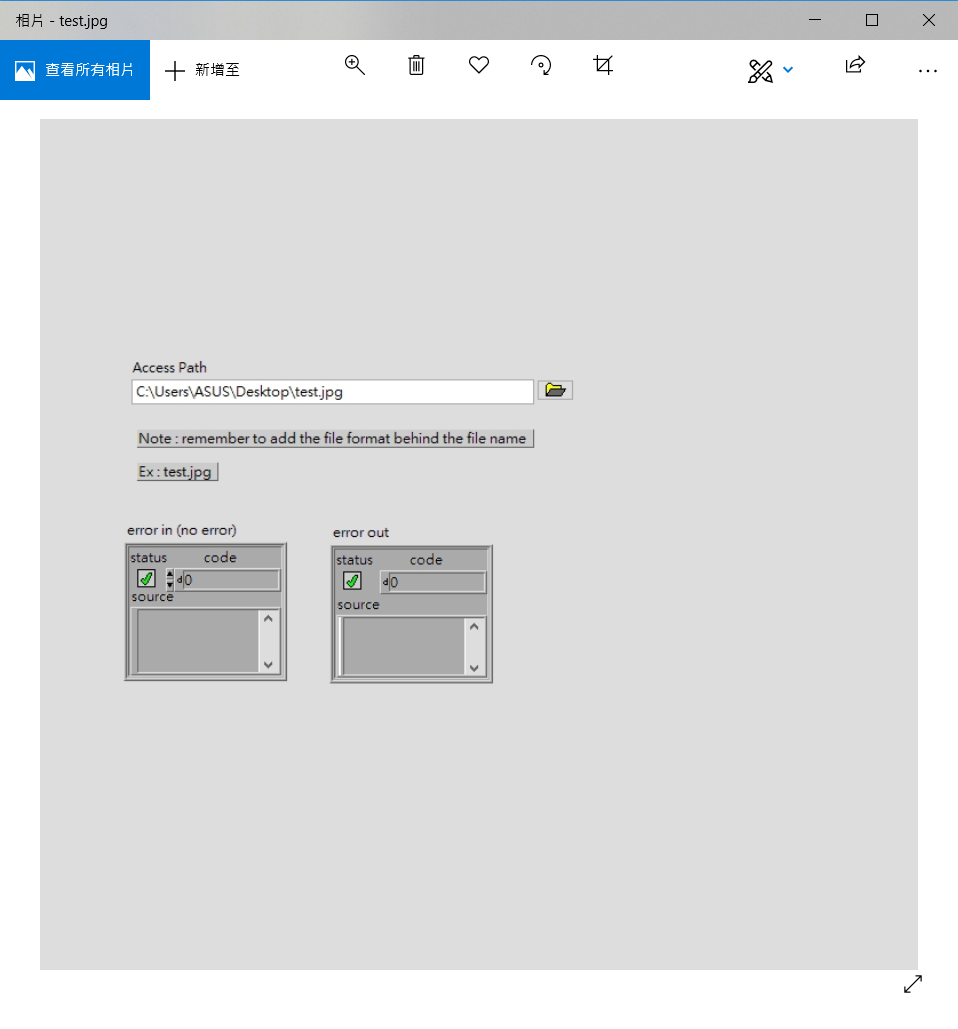 相片 - test.jpg
查看所有相片
新增至
Access Path
C:\Users\ASUS\Desktop\test.jpg
Note : remember to add the file format behind the file name
Ex : test.jpg
error in (no error)
status code
d 0
source
error out
status code
d 0
source